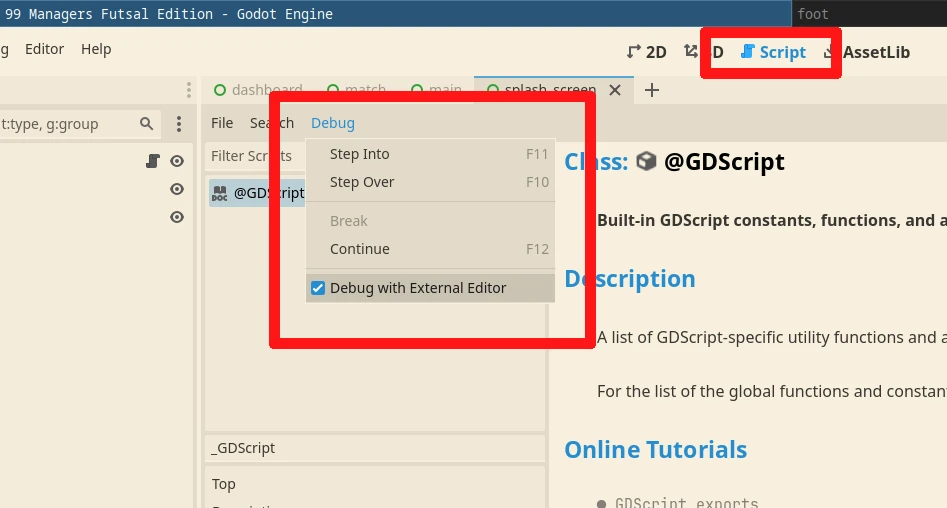 99 Managers Futsal Edition - Godot Engine
foot
g Editor Help
2D D Script AssetLib
dashboard match main splash_screen
t:type, g:group
File Search Debug
Filter Scripts
Step Into F11
Step Over F10
Break
Continue F12
Debug with External Editor
@GDScript
_GDScript
Top
Class: @GDScript
Built-in GDScript constants, functions, and a
Description
A list of GDScript-specific utility functions and a
For the list of the global functions and constan
Online Tutorials
GDScript exports